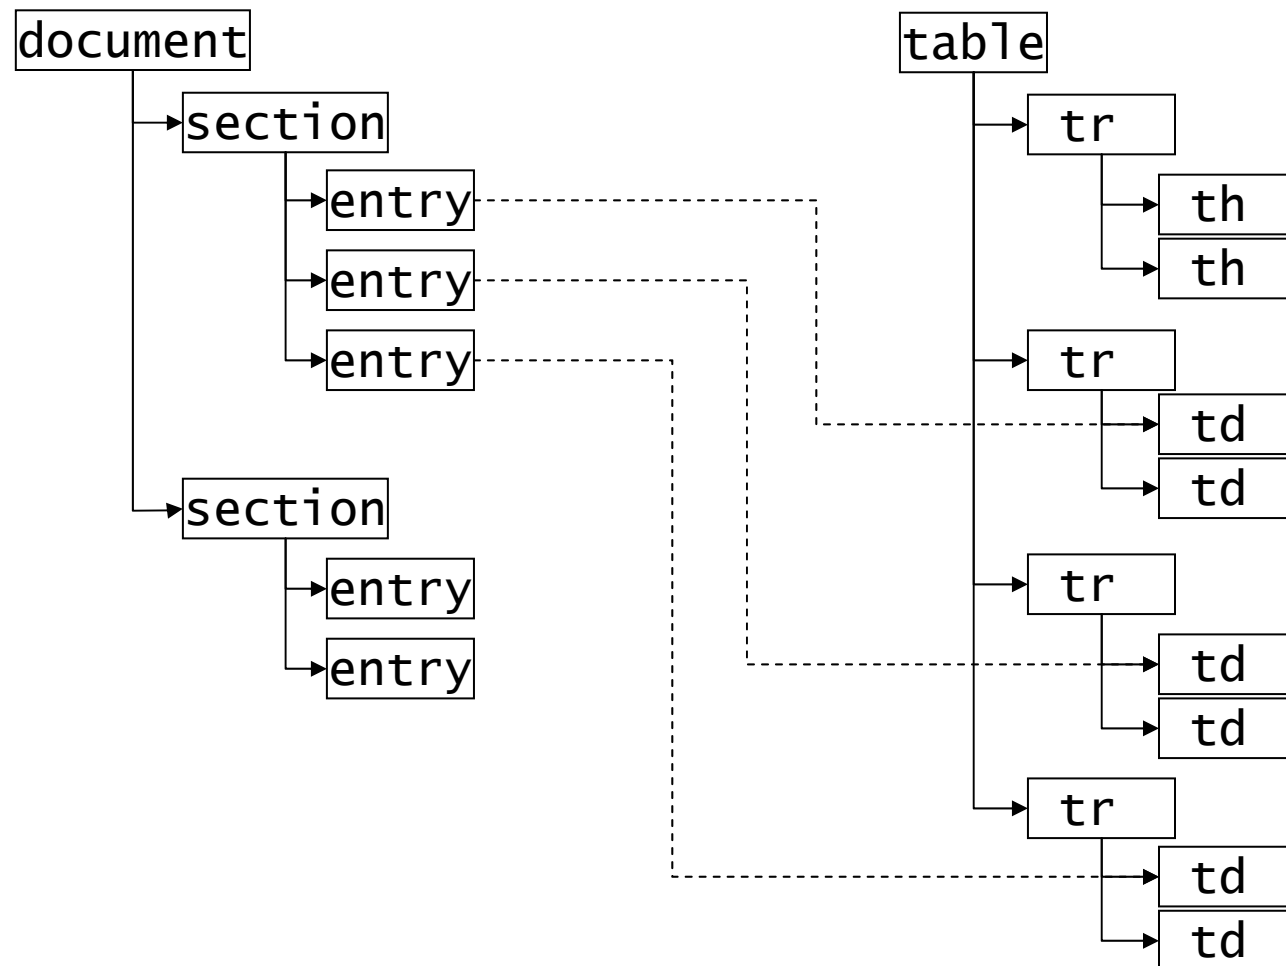 document
section
entry
entry
entry
section
entry
entry
table
tr
th
th
tr
td
td
tr
td
td
tr
td
td